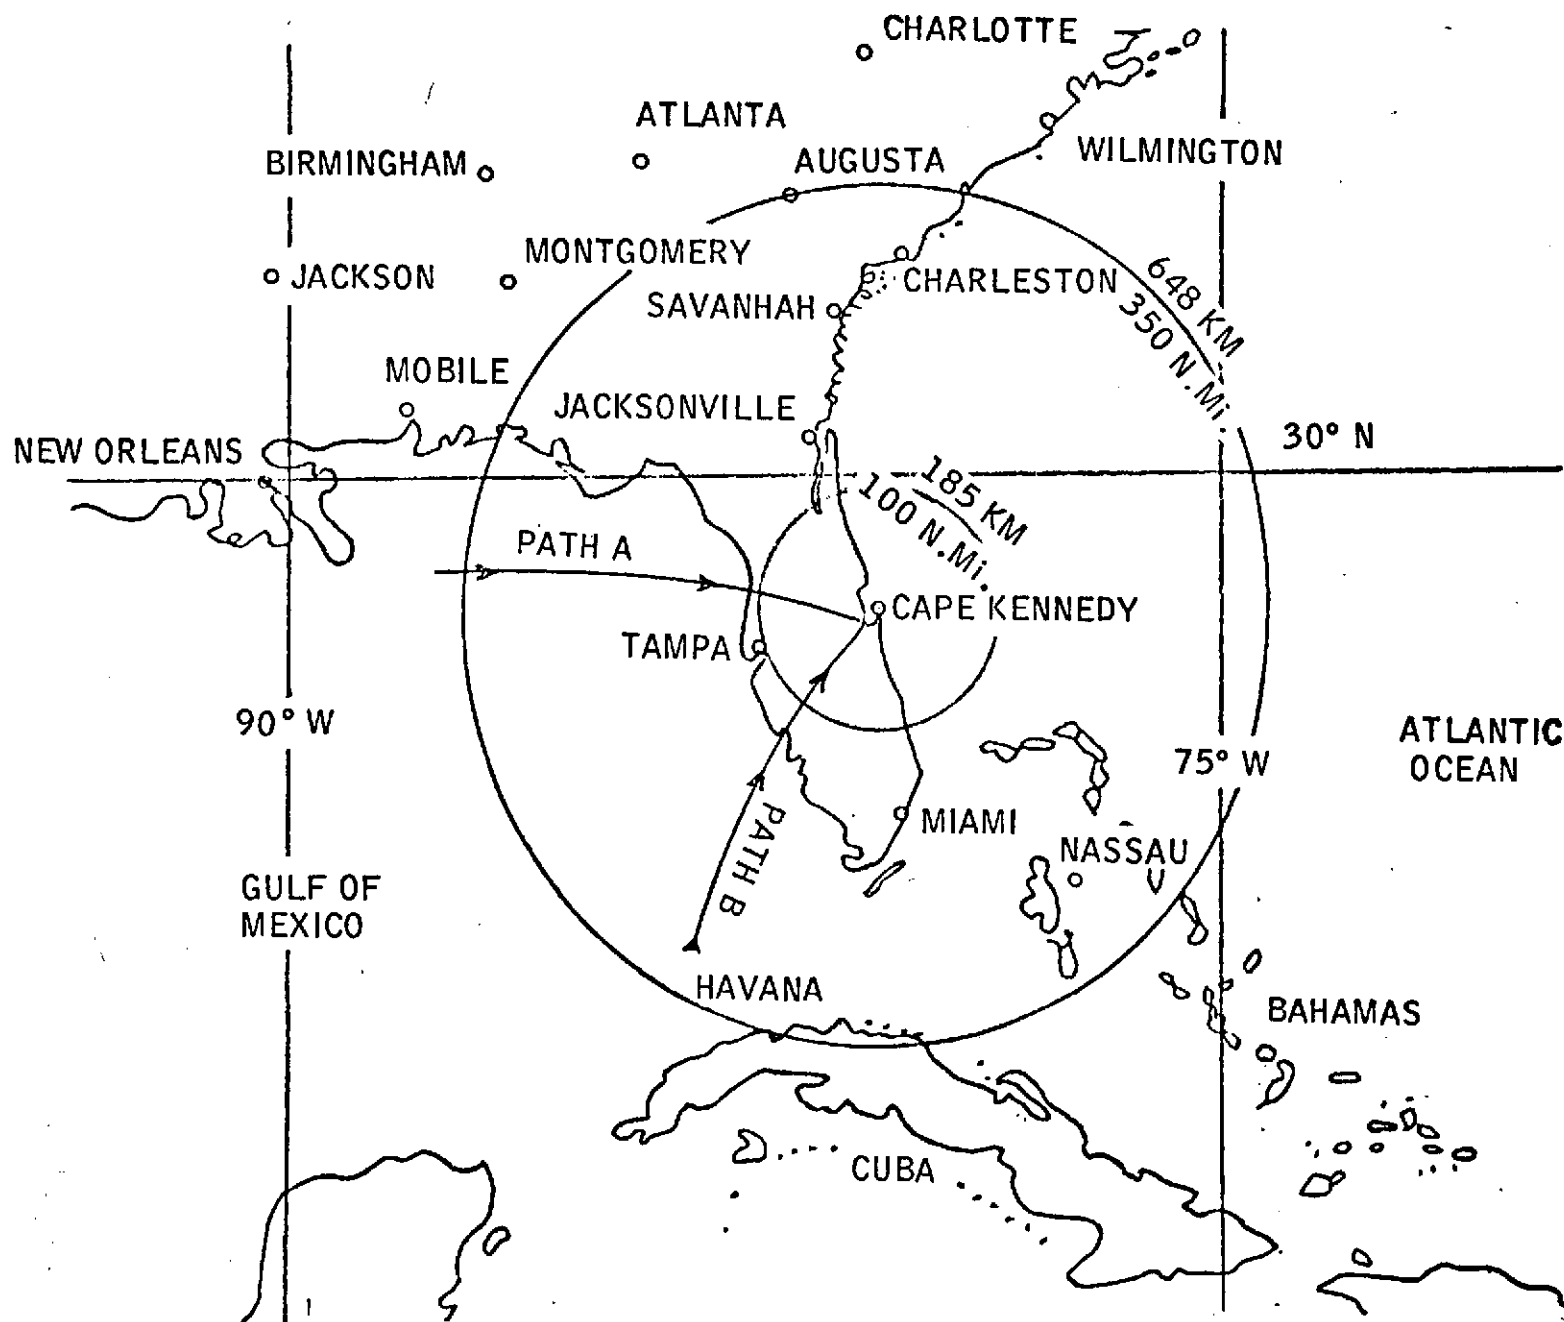 CHARLOTTE
ATLANTA
BIRMINGHAM
AUGUSTA
WILMINGTON
MONTGOMERY
JACKSON
CHARLESTON
648 KM
350 N.Mi.
SAVANHAH
MOBILE
JACKSONVILLE
NEW ORLEANS
30° N
185 KM
100 N.Mi.
PATH A
CAPE KENNEDY
TAMPA
90° W
75° W
ATLANTIC
OCEAN
PATH B
MIAMI
NASSAU
GULF OF
MEXICO
HAVANA
BAHAMAS
CUBA